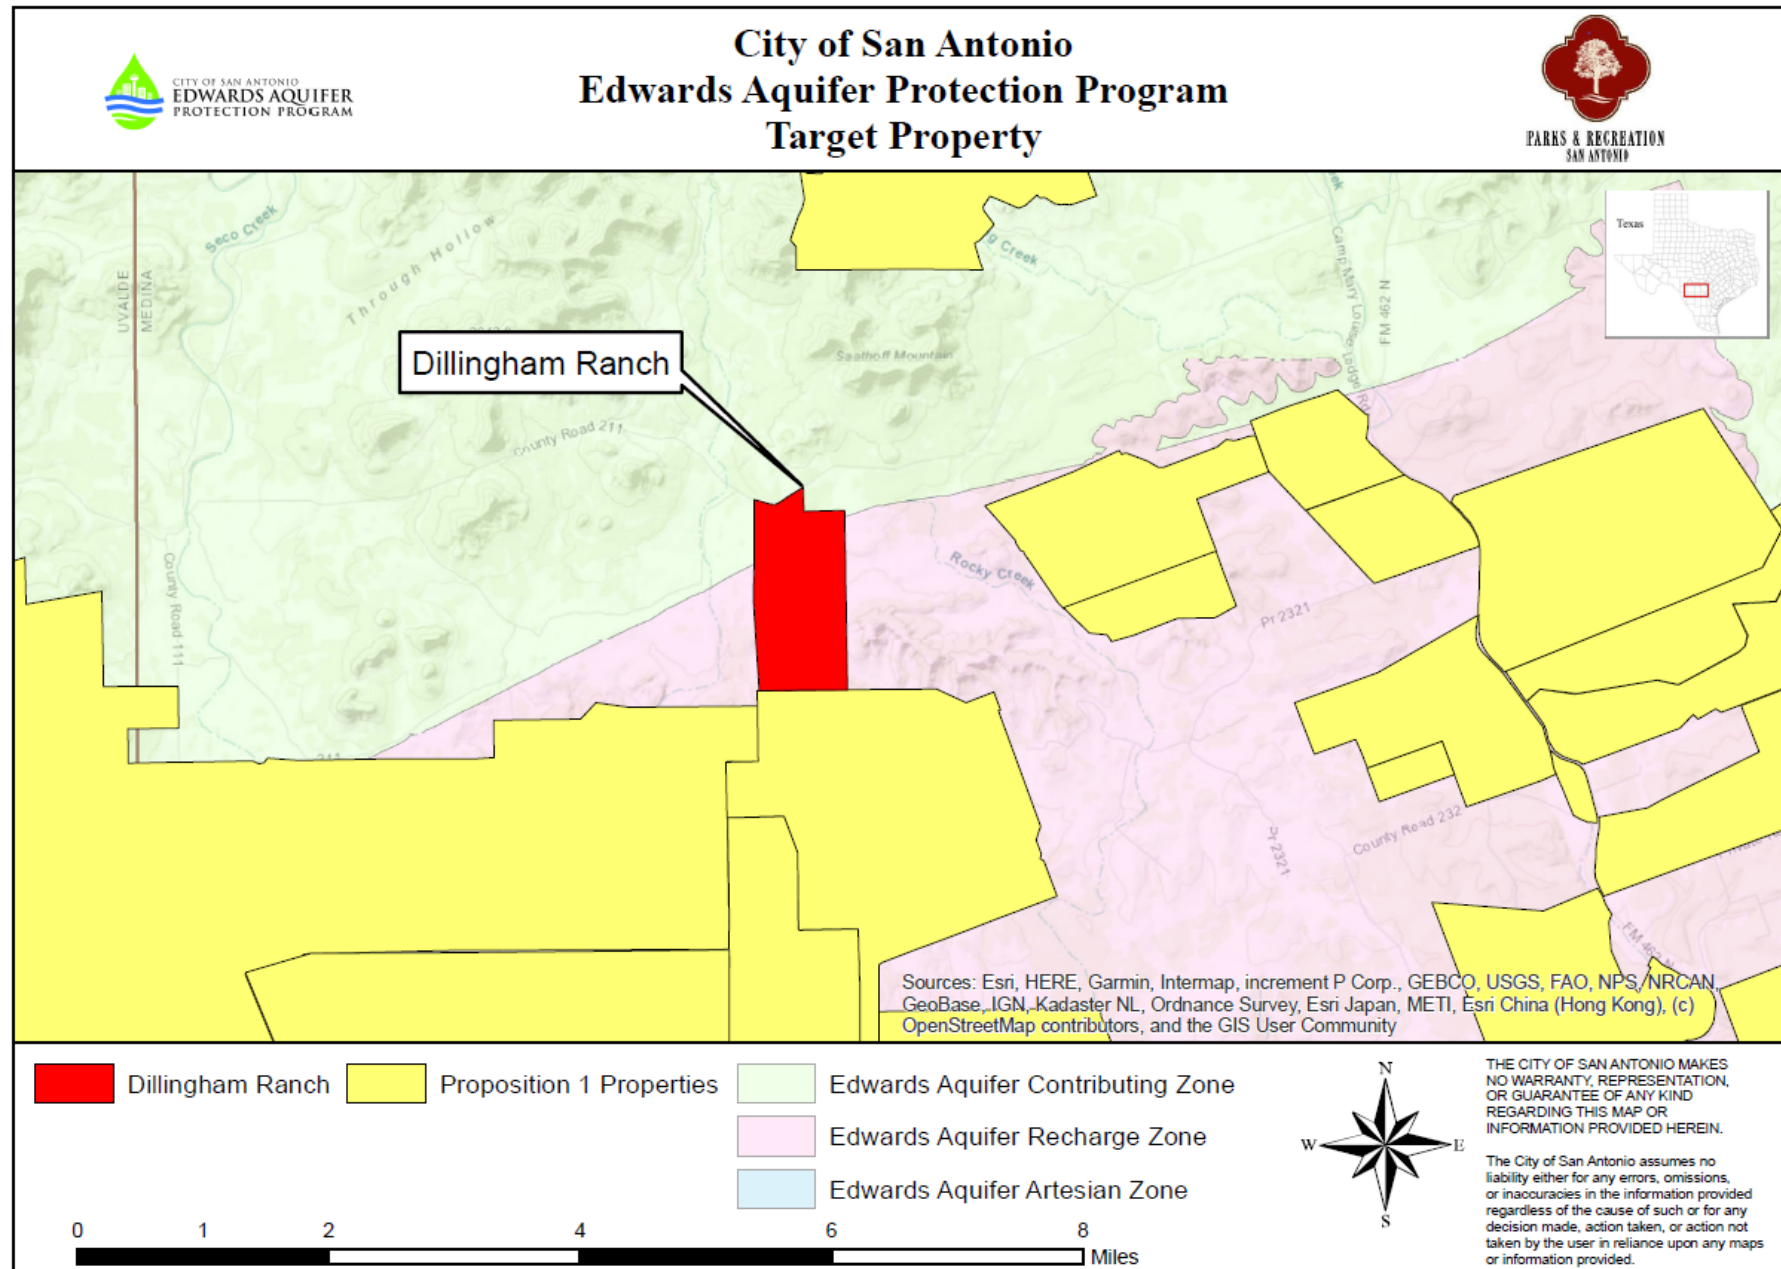 CITY OF SAN ANTONIO
EDWARDS AQUIFER
PROTECTION PROGRAM
City of San Antonio
Edwards Aquifer Protection Program
Target Property
PARKS & RECREATION
SAN ANTONIO
Seco Creek
Through Hollow
UVALDE
MEDINA
g Creek
Camp Mary Louise Lodge Rd
FM 462 N
Texas
Saathoff Mountain
Dillingham Ranch
County Road 211
County Road 111
Rocky Creek
Pr 2321
211
Pr 2321
County Road 232
FM 462 N
Sources: Esri, HERE, Garmin, Intermap, increment P Corp., GEBCO, USGS, FAO, NPS, NRCAN,
GeoBase, IGN, Kadaster NL, Ordnance Survey, Esri Japan, METI, Esri China (Hong Kong), (c)
OpenStreetMap contributors, and the GIS User Community
Dillingham Ranch
Proposition 1 Properties
Edwards Aquifer Contributing Zone
Edwards Aquifer Recharge Zone
Edwards Aquifer Artesian Zone
0 1 2 4 6 8
Miles
N
W E
S
THE CITY OF SAN ANTONIO MAKES
NO WARRANTY, REPRESENTATION,
OR GUARANTEE OF ANY KIND
REGARDING THIS MAP OR
INFORMATION PROVIDED HEREIN.
The City of San Antonio assumes no
liability either for any errors, omissions,
or inaccuracies in the information provided
regardless of the cause of such or for any
decision made, action taken, or action not
taken by the user in reliance upon any maps
or information provided.